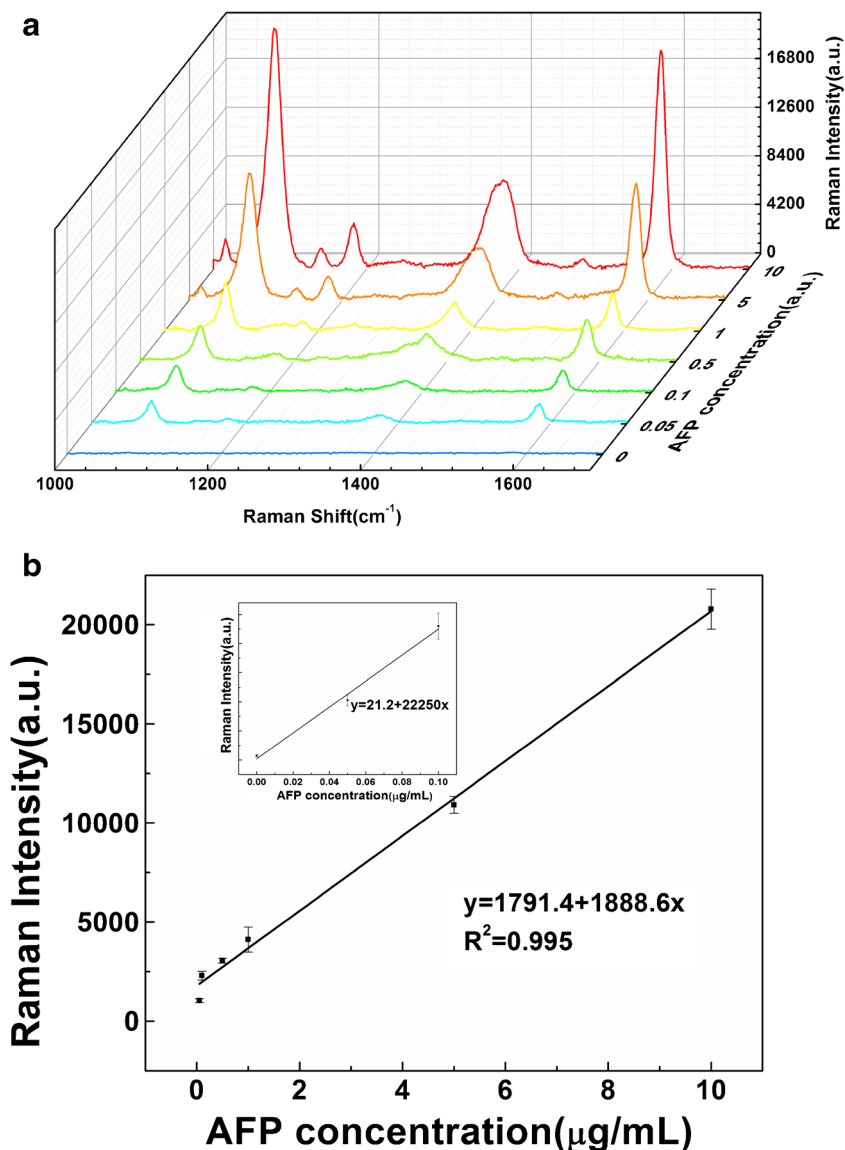 a
16800
12600
8400
4200
0
Raman Intensity(a.u.)
10
5
1
0.5
0.1
0.05
0
AFP concentration(a.u.)
1000
1200
1400
1600
Raman Shift(cm⁻¹)
b
20000
15000
10000
5000
0
Raman Intensity(a.u.)
Raman Intensity(a.u.)
y=21.2+22250x
0.00
0.02
0.04
0.06
0.08
0.10
AFP concentration(μg/mL)
y=1791.4+1888.6x
R²=0.995
0
2
4
6
8
10
AFP concentration(μg/mL)